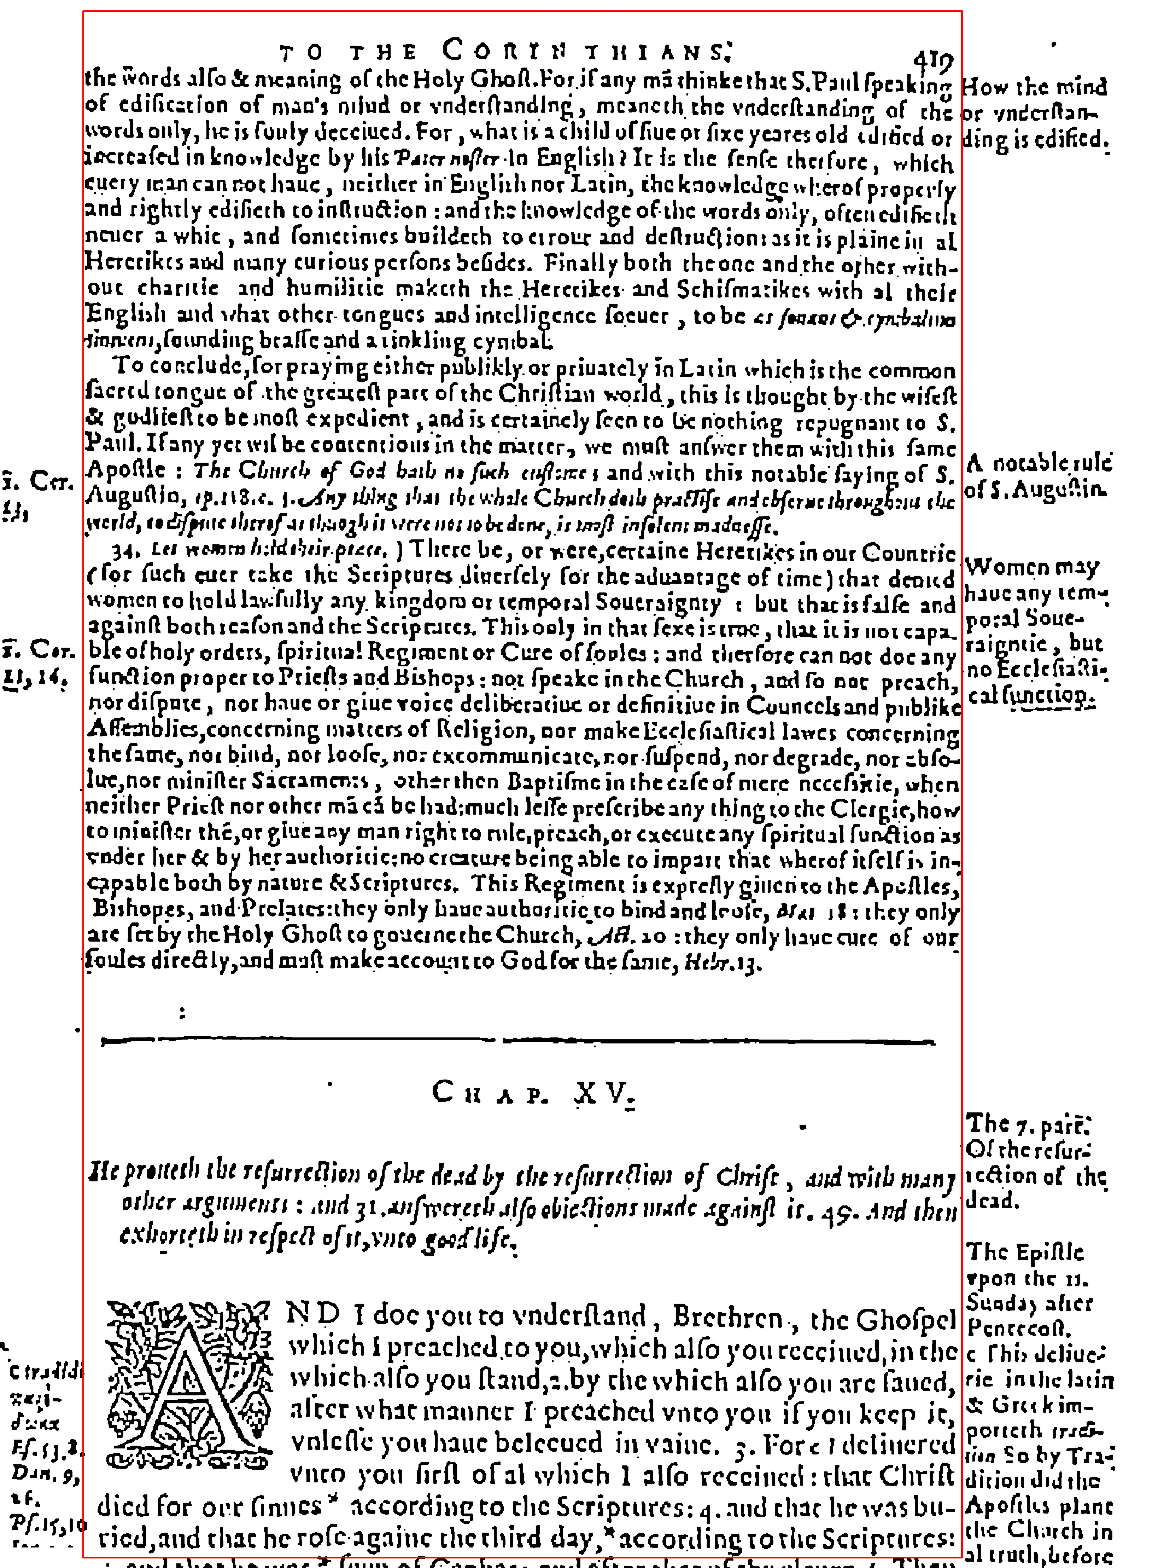 TO THE CORINTHIANS. 419
the words also & meaning of the Holy Ghost. For, if any mā thinke that S. Paul speaking
of edification of man's mind or vnderstanding, meaneth the vnderstanding of the
words only, he is fouly deceiued. For, what is a child of fiue or sixe yeares old edified or
increased in knowledge by his Pater noster in English? It is the sense therfore, which
euery man can not haue, neither in English nor Latin, the knowledge wherof properly
and rightly edifieth to instruction: and the knowledge of the words only, often edifieth
neuer a whit, and sometimes buildeth to errour and destruction: as it is plaine in al
Heretikes and many curious persons besides. Finally both the one and the other with-
out charitie and humilitie maketh the Heretikes and Schismatikes with al their
English and what other tongues and intelligence soeuer, to be æs sonans & cymbalum
tinniens, sounding brasse and a tinkling cymbal.
To conclude, for praying either publikly or priuately in Latin which is the common
sacred tongue of the greatest part of the Christian world, this is thought by the wisest
& godliest to be most expedient, and is certainely seen to be nothing repugnant to S.
Paul. If any yet wil be contentious in the matter, we must answer them with this same
Apostle: The Church of God hath no such custome; and with this notable saying of S.
Augustin, ep. 118. c. 5. Any thing that the whole Church doth practise and obserue throughout the
world, to dispute therof as though it were not to be done, is most insolent madnesse.
34. Let women hold their peace.) There be, or were, certaine Heretikes in our Countrie
(for such euer take the Scriptures diuersely for the aduantage of time) that denied
women to hold lawfully any kingdom or temporal Soueraignty: but that is false and
against both reason and the Scriptures. This only in that sexe is true, that it is not capa-
ble of holy orders, spiritual Regiment or Cure of soules: and therfore can not doe any
function proper to Priests and Bishops: not speake in the Church, and so not preach,
nor dispute, nor haue or giue voice deliberatiue or definitiue in Councels and publike
Assemblies, concerning matters of Religion, nor make Ecclesiastical lawes concerning
the same, nor bind, nor loose, nor excommunicate, nor suspend, nor degrade, nor abso-
lue, nor minister Sacraments, other then Baptisme in the case of mere necessitie, when
neither Priest nor other mā cā be had: much lesse prescribe any thing to the Clergie, how
to minister thē, or giue any man right to rule, preach, or execute any spiritual function as
vnder her & by her authoritie: no creature being able to impart that wherof itself is in-
capable both by nature & Scriptures. This Regiment is expresly giuen to the Apostles,
Bishopes, and Prelates: they only haue authoritie to bind and loose, Mat. 18: they only
are set by the Holy Ghost to gouerne the Church, Act. 20: they only haue cure of our
soules directly, and must make account to God for the same, Hebr. 13.
How the mind
or vnderstan-
ding is edified.
1. Cor.
11,
A notable rule
of S. Augustin.
Women may
haue any tem-
poral Soue-
raigntie, but
no Ecclesiasti-
cal function.
1. Cor.
11, 16.
CHAP. XV.
He proueth the resurrection of the dead by the resurrection of Christ, and with many
other arguments: and 31. answereth also obiections made against it. 49. And then
exhorteth in respect of it, vnto good life.
The 7. part.
Of the resur-
rection of the
dead.
AND I doe you to vnderstand, Brethren, the Ghospel
which I preached to you, which also you receiued, in the
which also you stand, 2. by the which also you are saued,
after what manner I preached vnto you if you keep it,
vnlesse you haue beleeued in vaine. 3. For c I deliuered
vnto you first of al which I also receiued: that Christ
died for our sinnes* according to the Scriptures: 4. and that he was bu-
ried, and that he rose againe the third day, *according to the Scriptures:
The Epistle
vpon the 11.
Sunday after
Pentecost.
c This deliue-
rie in the latin
& Greek im-
porteth tradi-
tion So by Tra-
dition did the
Apostles plant
the Church in
al truth, before
c tradidi
Es. 53, 8.
Dan. 9,
26.
Ps. 15, 10